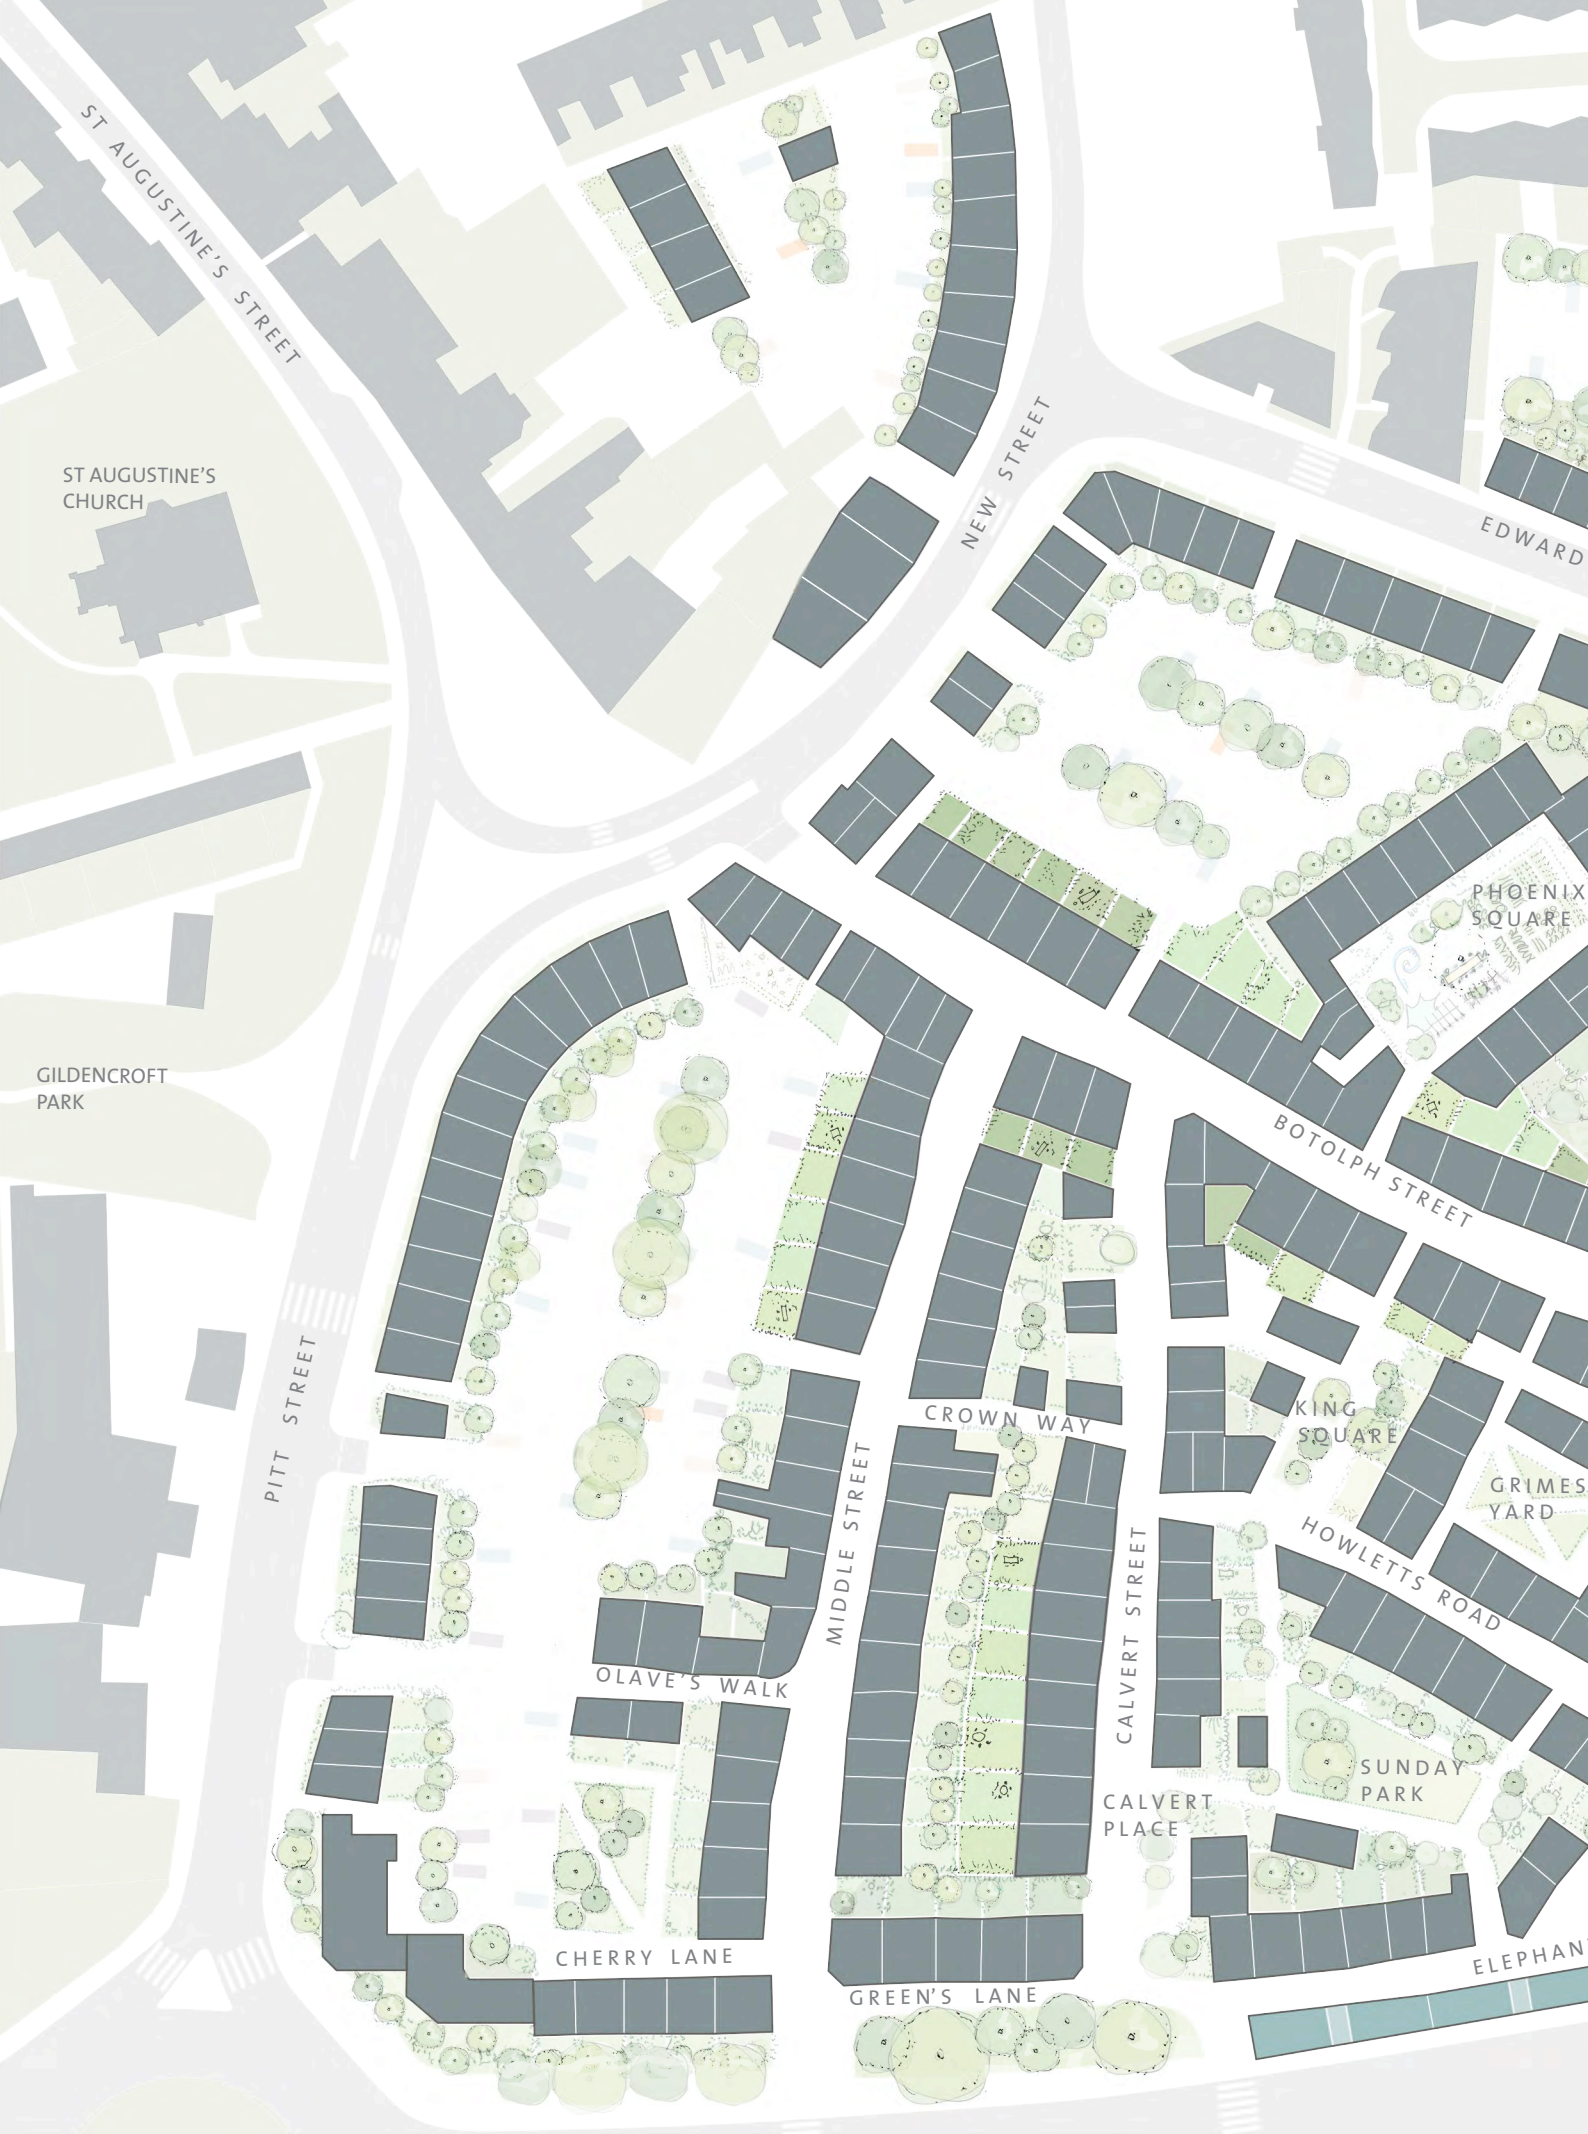 ST AUGUSTINE'S STREET
NEW STREET
ST AUGUSTINE'S
CHURCH
EDWARD
PHOENIX
SQUARE
GILDENCROFT
PARK
BOTOLPH STREET
PITT STREET
CROWN WAY
KING
SQUARE
GRIMES
YARD
MIDDLE STREET
HOWLETTS ROAD
CALVERT STREET
OLAVE'S WALK
SUNDAY
PARK
CALVERT
PLACE
CHERRY LANE
GREEN'S LANE
ELEPHAN